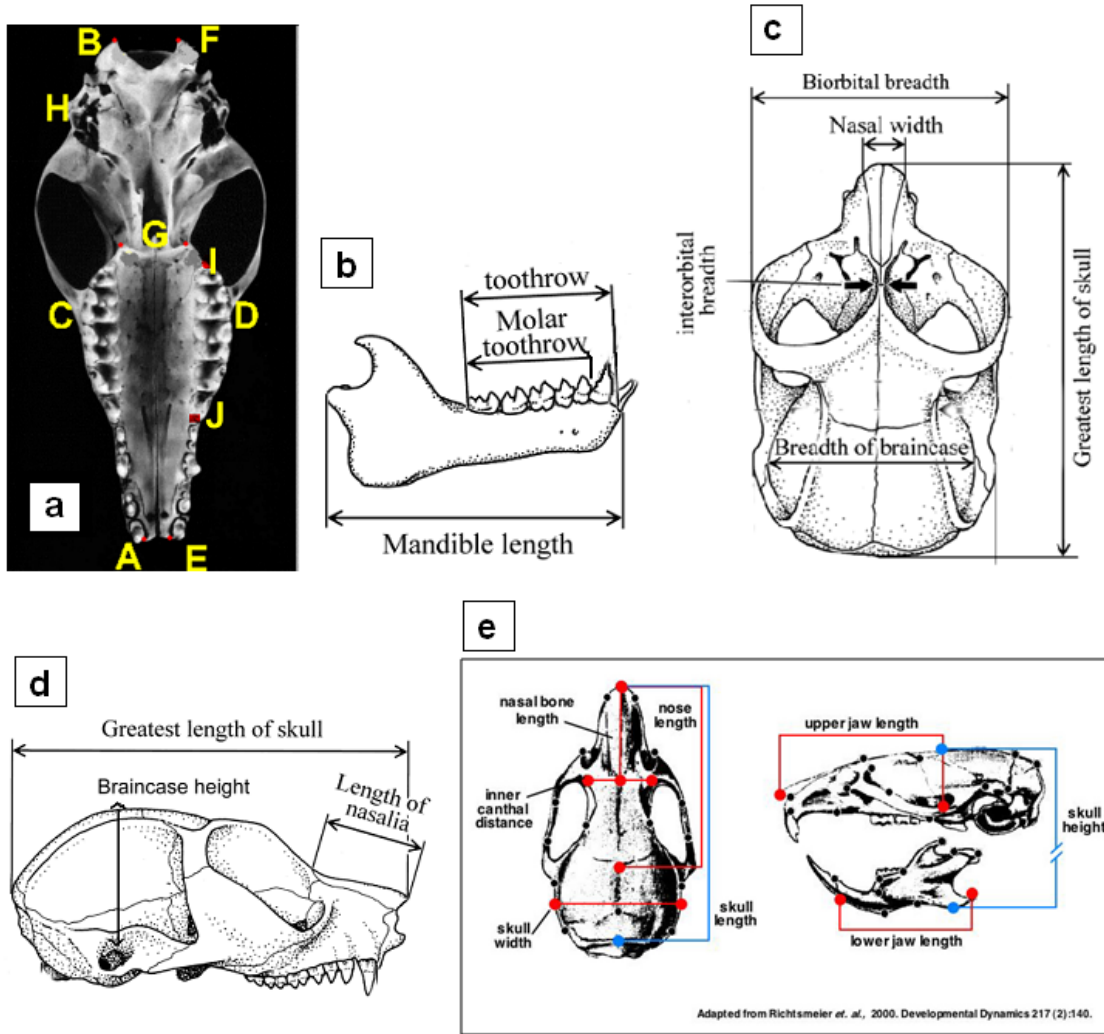 a
B
F
H
G
I
C
D
J
A
E
b
toothrow
Molar
toothrow
Mandible length
c
Biorbital breadth
Nasal width
interorbital
breadth
Greatest length of skull
Breadth of braincase
d
Greatest length of skull
Braincase height
Length of
nasalia
e
nasal bone
length
nose
length
inner
canthal
distance
skull
width
skull
length
upper jaw length
skull
height
lower jaw length
Adapted from Richtsmeier et. al., 2000. Developmental Dynamics 217 (2):140.